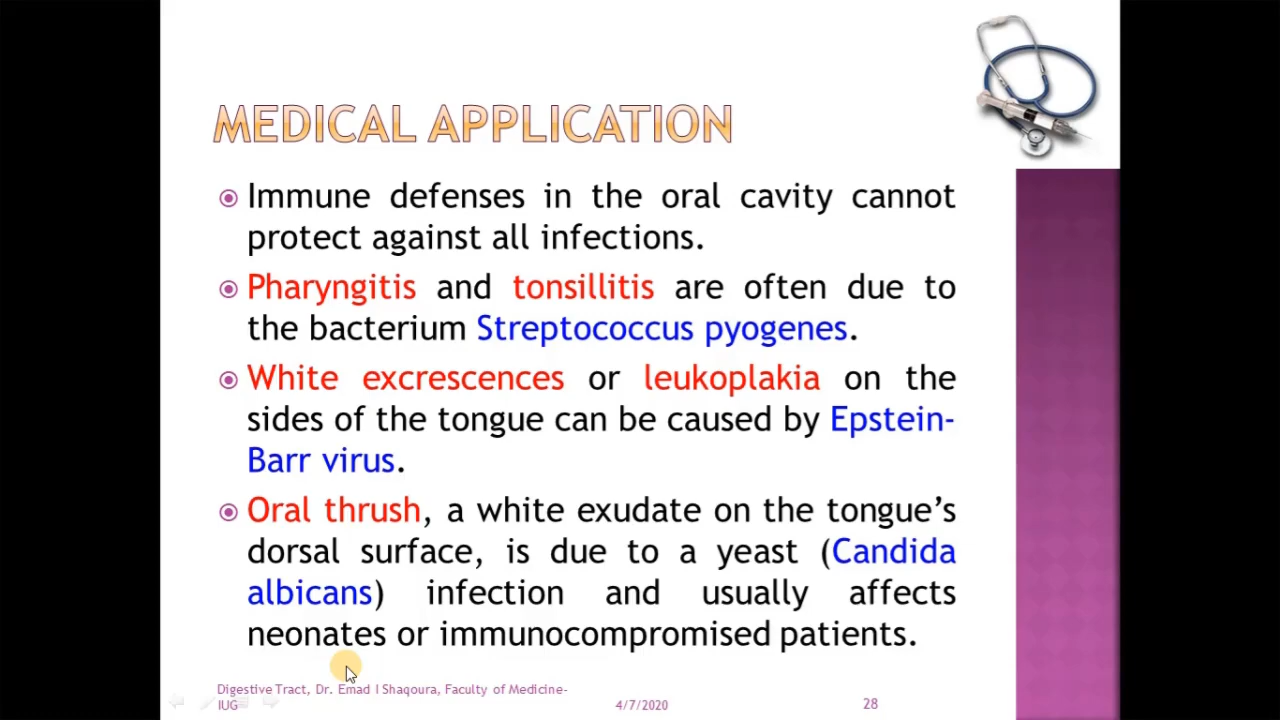 MEDICAL APPLICATION
Immune defenses in the oral cavity cannot
protect against all infections.
Pharyngitis and tonsillitis are often due to
the bacterium Streptococcus pyogenes.
White excrescences or leukoplakia on the
sides of the tongue can be caused by Epstein-
Barr virus.
Oral thrush, a white exudate on the tongue’s
dorsal surface, is due to a yeast (Candida
albicans) infection and usually affects
neonates or immunocompromised patients.
Digestive Tract, Dr. Emad I Shaqoura, Faculty of Medicine-
IUG 4/7/2020 28